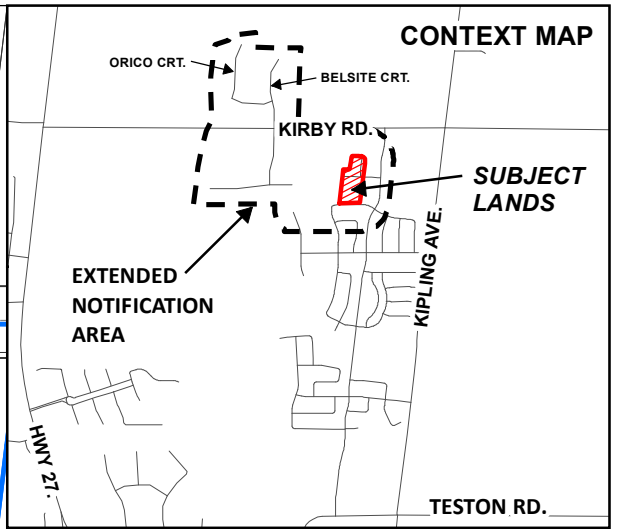 CONTEXT MAP
ORICO CRT.
BELSITE CRT.
KIRBY RD.
SUBJECT
LANDS
KIPLING AVE.
EXTENDED
NOTIFICATION
AREA
HWY 27.
TESTON RD.